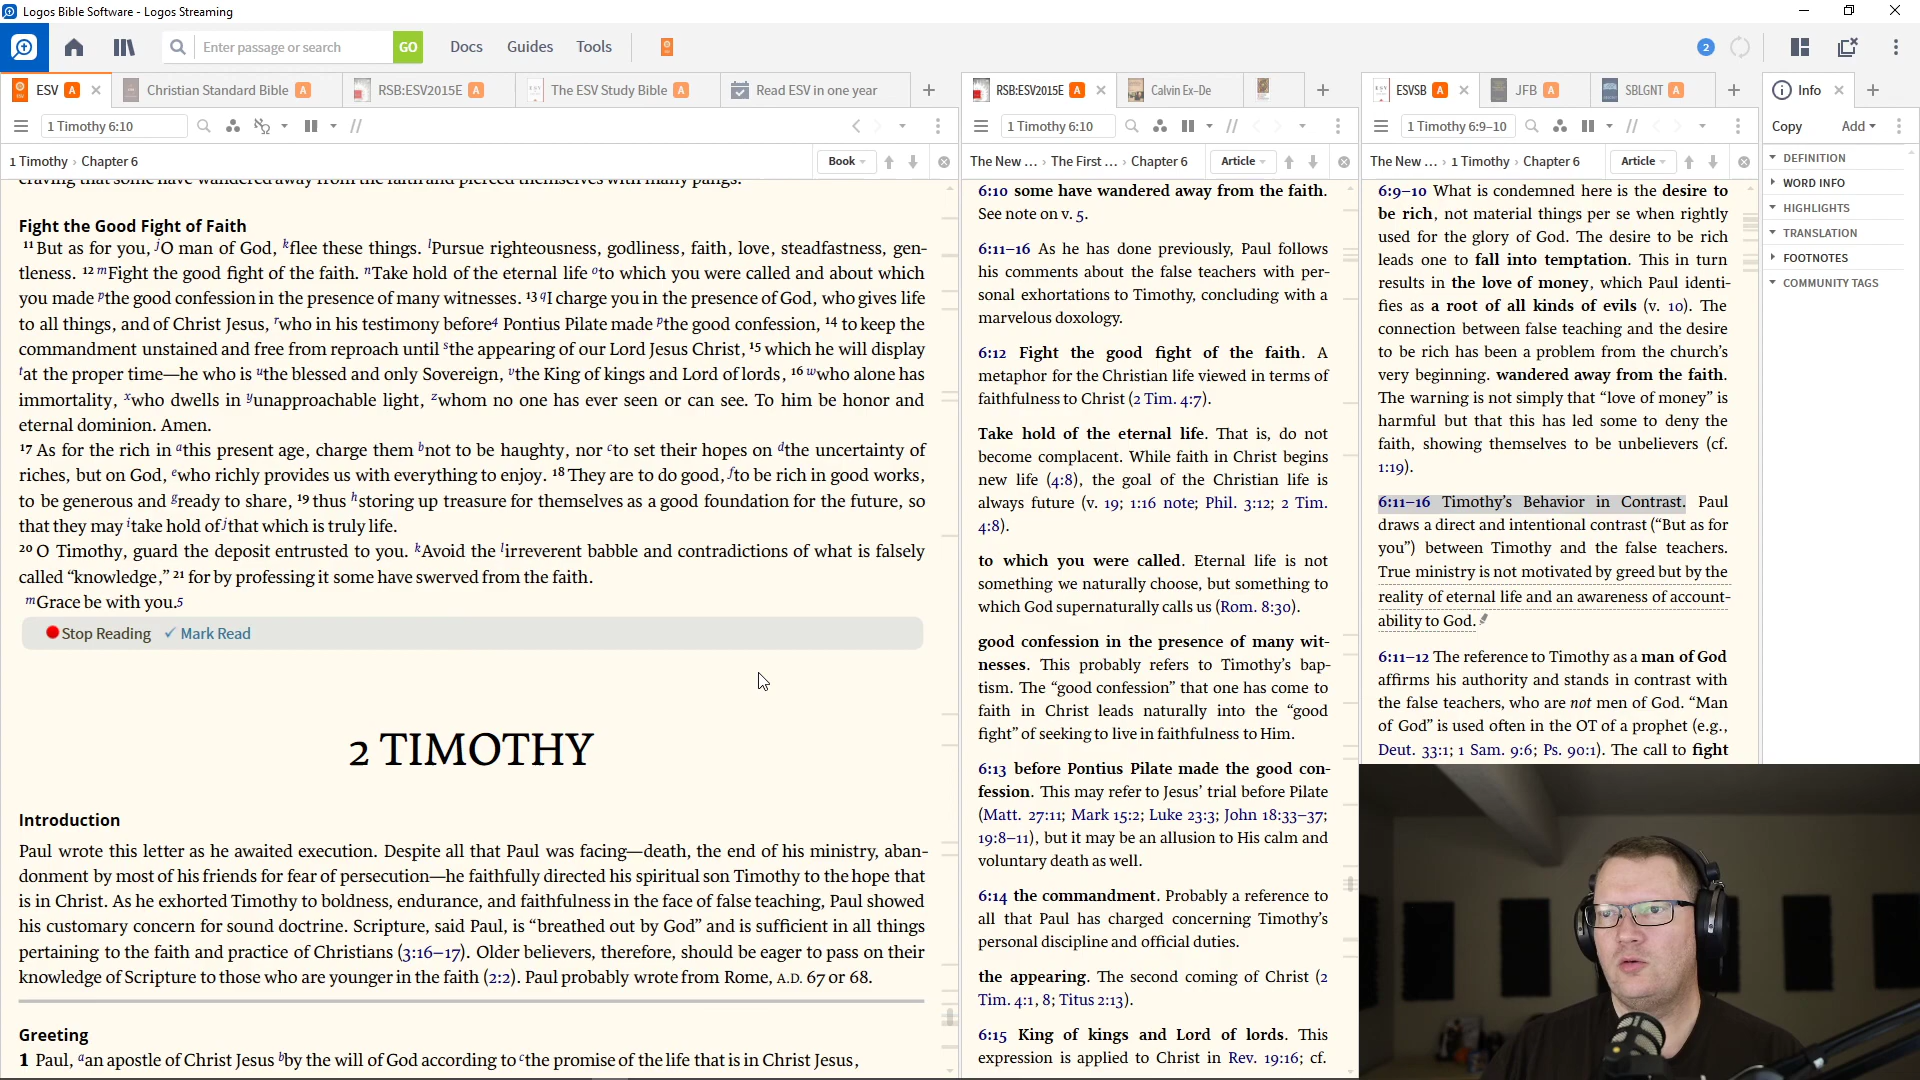 Logos Bible Software - Logos Streaming
Enter passage or search GO Docs Guides Tools 2
ESV A Christian Standard Bible A RSB:ESV2015E A The ESV Study Bible A Read ESV in one year
1 Timothy 6:10
1 Timothy › Chapter 6 Book
craving that some have wandered away from the faith and pierced themselves with many pangs.
Fight the Good Fight of Faith
11 But as for you, j O man of God, k flee these things. l Pursue righteousness, godliness, faith, love, steadfastness, gen-
tleness. 12 m Fight the good fight of the faith. n Take hold of the eternal life o to which you were called and about which
you made p the good confession in the presence of many witnesses. 13 q I charge you in the presence of God, who gives life
to all things, and of Christ Jesus, r who in his testimony before 4 Pontius Pilate made p the good confession, 14 to keep the
commandment unstained and free from reproach until s the appearing of our Lord Jesus Christ, 15 which he will display
t at the proper time—he who is u the blessed and only Sovereign, v the King of kings and Lord of lords, 16 w who alone has
immortality, x who dwells in y unapproachable light, z whom no one has ever seen or can see. To him be honor and
eternal dominion. Amen.
17 As for the rich in a this present age, charge them b not to be haughty, nor c to set their hopes on d the uncertainty of
riches, but on God, e who richly provides us with everything to enjoy. 18 They are to do good, f to be rich in good works,
to be generous and g ready to share, 19 thus h storing up treasure for themselves as a good foundation for the future, so
that they may i take hold of j that which is truly life.
20 O Timothy, guard the deposit entrusted to you. k Avoid the l irreverent babble and contradictions of what is falsely
called “knowledge,” 21 for by professing it some have swerved from the faith.
m Grace be with you. 5
Stop Reading ✓ Mark Read
2 TIMOTHY
Introduction
Paul wrote this letter as he awaited execution. Despite all that Paul was facing—death, the end of his ministry, aban-
donment by most of his friends for fear of persecution—he faithfully directed his spiritual son Timothy to the hope that
is in Christ. As he exhorted Timothy to boldness, endurance, and faithfulness in the face of false teaching, Paul showed
his customary concern for sound doctrine. Scripture, said Paul, is “breathed out by God” and is sufficient in all things
pertaining to the faith and practice of Christians (3:16–17). Older believers, therefore, should be eager to pass on their
knowledge of Scripture to those who are younger in the faith (2:2). Paul probably wrote from Rome, A.D. 67 or 68.
Greeting
1 Paul, a an apostle of Christ Jesus b by the will of God according to c the promise of the life that is in Christ Jesus,
RSB:ESV2015E A Calvin Ex–De
1 Timothy 6:10
The New ... › The First ... › Chapter 6 Article
6:10 some have wandered away from the faith.
See note on v. 5.
6:11–16 As he has done previously, Paul follows
his comments about the false teachers with per-
sonal exhortations to Timothy, concluding with a
marvelous doxology.
6:12 Fight the good fight of the faith. A
metaphor for the Christian life viewed in terms of
faithfulness to Christ (2 Tim. 4:7).
Take hold of the eternal life. That is, do not
become complacent. While faith in Christ begins
new life (4:8), the goal of the Christian life is
always future (v. 19; 1:16 note; Phil. 3:12; 2 Tim.
4:8).
to which you were called. Eternal life is not
something we naturally choose, but something to
which God supernaturally calls us (Rom. 8:30).
good confession in the presence of many wit-
nesses. This probably refers to Timothy’s bap-
tism. The “good confession” that one has come to
faith in Christ leads naturally into the “good
fight” of seeking to live in faithfulness to Him.
6:13 before Pontius Pilate made the good con-
fession. This may refer to Jesus’ trial before Pilate
(Matt. 27:11; Mark 15:2; Luke 23:3; John 18:33–37;
19:8–11), but it may be an allusion to His calm and
voluntary death as well.
6:14 the commandment. Probably a reference to
all that Paul has charged concerning Timothy’s
personal discipline and official duties.
the appearing. The second coming of Christ (2
Tim. 4:1, 8; Titus 2:13).
6:15 King of kings and Lord of lords. This
expression is applied to Christ in Rev. 19:16; cf.
ESVSB A JFB A SBLGNT A
1 Timothy 6:9–10
The New ... › 1 Timothy › Chapter 6 Article
6:9–10 What is condemned here is the desire to
be rich, not material things per se when rightly
used for the glory of God. The desire to be rich
leads one to fall into temptation. This in turn
results in the love of money, which Paul identi-
fies as a root of all kinds of evils (v. 10). The
connection between false teaching and the desire
to be rich has been a problem from the church’s
very beginning. wandered away from the faith.
The warning is not simply that “love of money” is
harmful but that this has led some to deny the
faith, showing themselves to be unbelievers (cf.
1:19).
6:11–16 Timothy’s Behavior in Contrast. Paul
draws a direct and intentional contrast (“But as for
you”) between Timothy and the false teachers.
True ministry is not motivated by greed but by the
reality of eternal life and an awareness of account-
ability to God.
6:11–12 The reference to Timothy as a man of God
affirms his authority and stands in contrast with
the false teachers, who are not men of God. “Man
of God” is used often in the OT of a prophet (e.g.,
Deut. 33:1; 1 Sam. 9:6; Ps. 90:1). The call to fight
Info
Copy Add
DEFINITION
WORD INFO
HIGHLIGHTS
TRANSLATION
FOOTNOTES
COMMUNITY TAGS